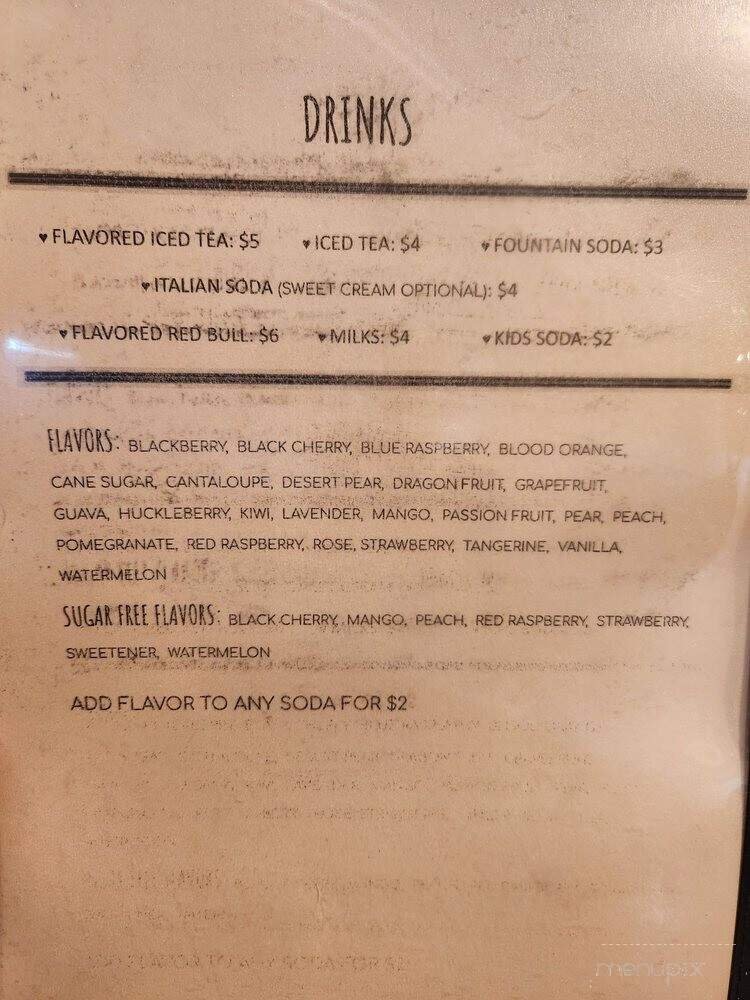 DRINKS
♥ FLAVORED ICED TEA: $5 ♥ ICED TEA: $4 ♥ FOUNTAIN SODA: $3
♥ ITALIAN SODA (SWEET CREAM OPTIONAL): $4
♥ FLAVORED RED BULL: $6 ♥ MILKS: $4 ♥ KIDS SODA: $2
FLAVORS: BLACKBERRY, BLACK CHERRY, BLUE RASPBERRY, BLOOD ORANGE,
CANE SUGAR, CANTALOUPE, DESERT PEAR, DRAGON FRUIT, GRAPEFRUIT,
GUAVA, HUCKLEBERRY, KIWI, LAVENDER, MANGO, PASSION FRUIT, PEAR, PEACH,
POMEGRANATE, RED RASPBERRY, ROSE, STRAWBERRY, TANGERINE, VANILLA,
WATERMELON
SUGAR FREE FLAVORS: BLACK CHERRY, MANGO, PEACH, RED RASPBERRY, STRAWBERRY,
SWEETENER, WATERMELON
ADD FLAVOR TO ANY SODA FOR $2
menupix